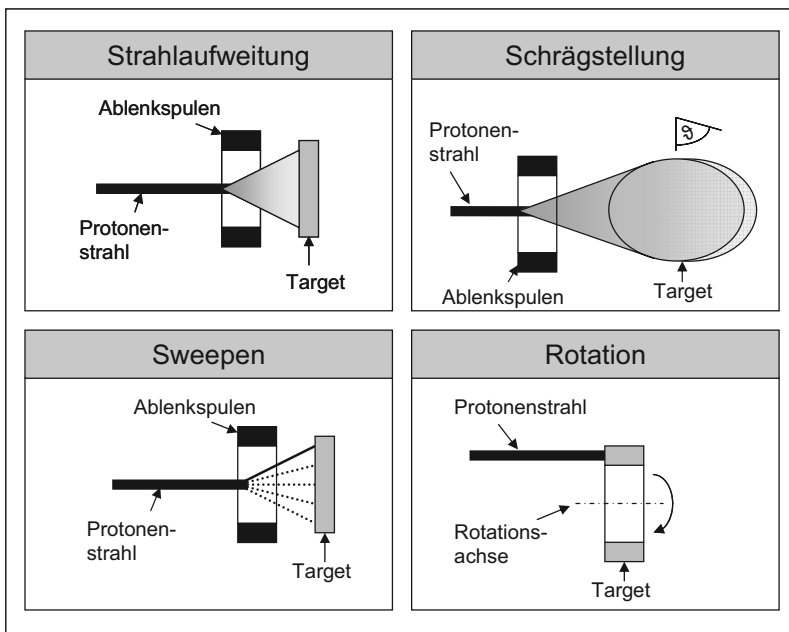 Strahlaufweitung
Ablenkspulen
Protonen-
strahl
Target
Schrägstellung
Protonen-
strahl
ϑ
Ablenkspulen
Target
Sweepen
Ablenkspulen
Protonen-
strahl
Target
Rotation
Protonenstrahl
Rotations-
achse
Target